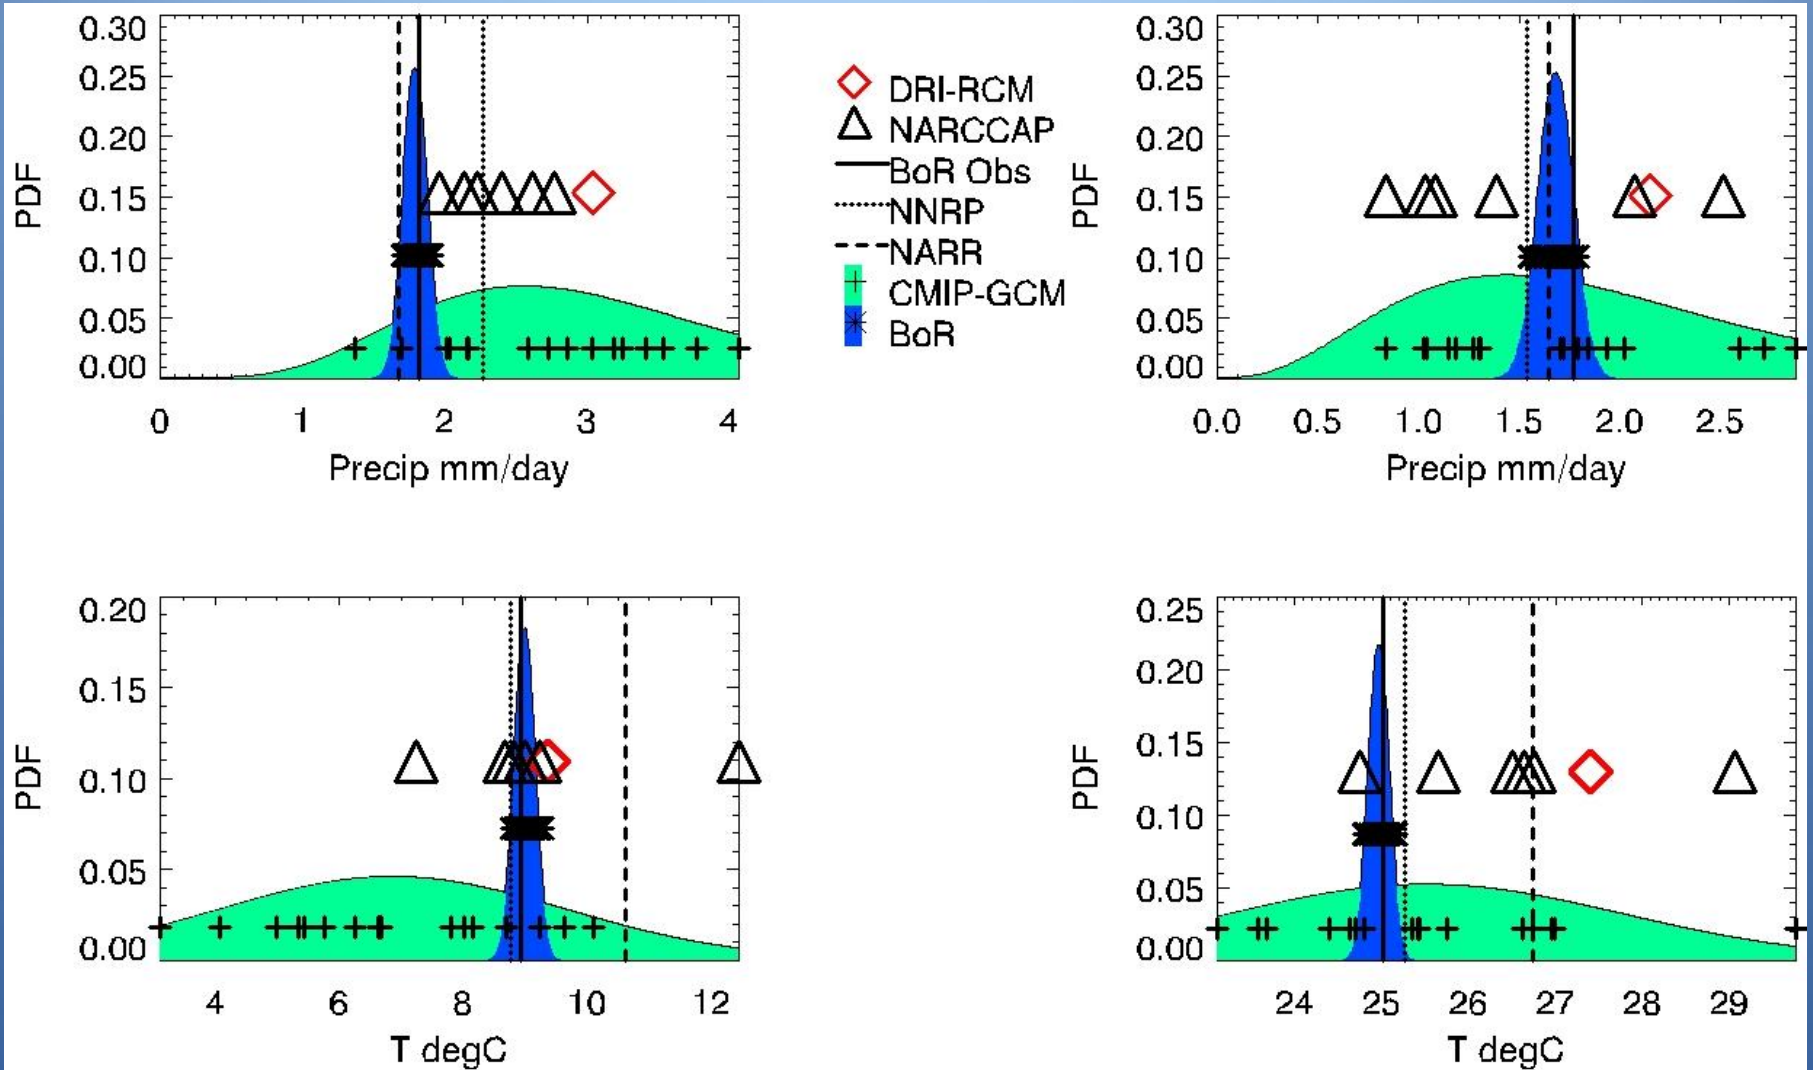 0.30
0.25
0.20
0.15
0.10
0.05
0.00
PDF
0 1 2 3 4
Precip mm/day
DRI-RCM
NARCCAP
BoR Obs
NNRP
NARR
CMIP-GCM
BoR
0.30
0.25
0.20
0.15
0.10
0.05
0.00
PDF
0.0 0.5 1.0 1.5 2.0 2.5
Precip mm/day
0.20
0.15
0.10
0.05
0.00
PDF
4 6 8 10 12
T degC
0.25
0.20
0.15
0.10
0.05
0.00
PDF
24 25 26 27 28 29
T degC